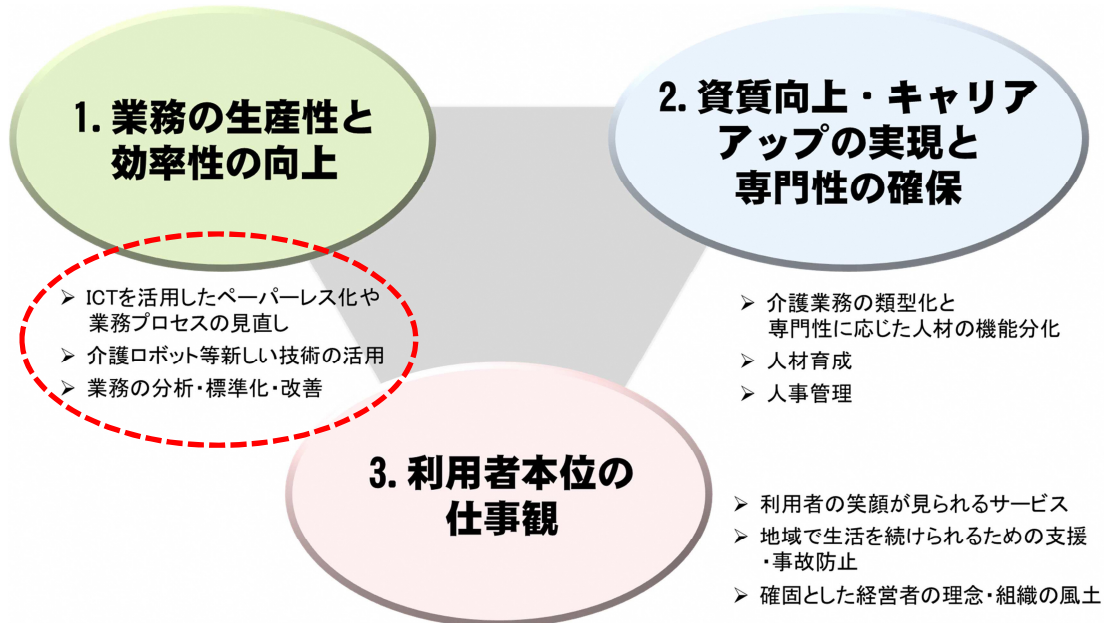 1. 業務の生産性と
効率性の向上
➢ ICTを活用したペーパーレス化や
業務プロセスの見直し
➢ 介護ロボット等新しい技術の活用
➢ 業務の分析・標準化・改善
2. 資質向上・キャリア
アップの実現と
専門性の確保
➢ 介護業務の類型化と
専門性に応じた人材の機能分化
➢ 人材育成
➢ 人事管理
3. 利用者本位の
仕事観
➢ 利用者の笑顔が見られるサービス
➢ 地域で生活を続けられるための支援
・事故防止
➢ 確固とした経営者の理念・組織の風土